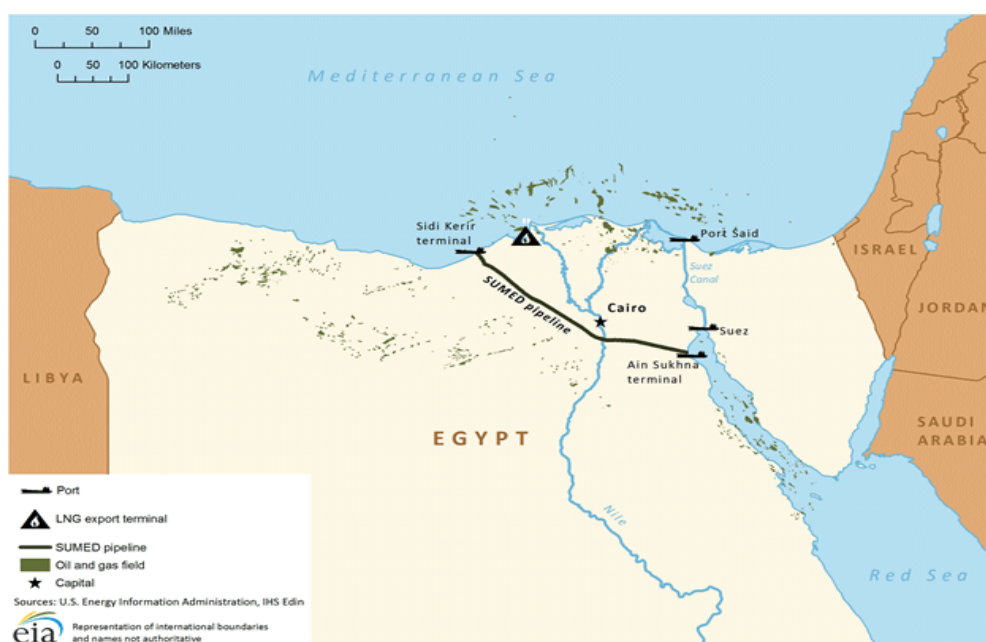 0 50 100 Miles
0 50 100 Kilometers
Mediterranean Sea
Sidi Kerir
terminal
Port Said
ISRAEL
Suez
Canal
SUMED pipeline
Cairo
JORDAN
Suez
Ain Sukhna
terminal
LIBYA
EGYPT
SAUDI
ARABIA
Nile
Red Sea
Port
LNG export terminal
SUMED pipeline
Oil and gas field
Capital
Sources: U.S. Energy Information Administration, IHS Edin
eia
Representation of international boundaries
and names not authoritative